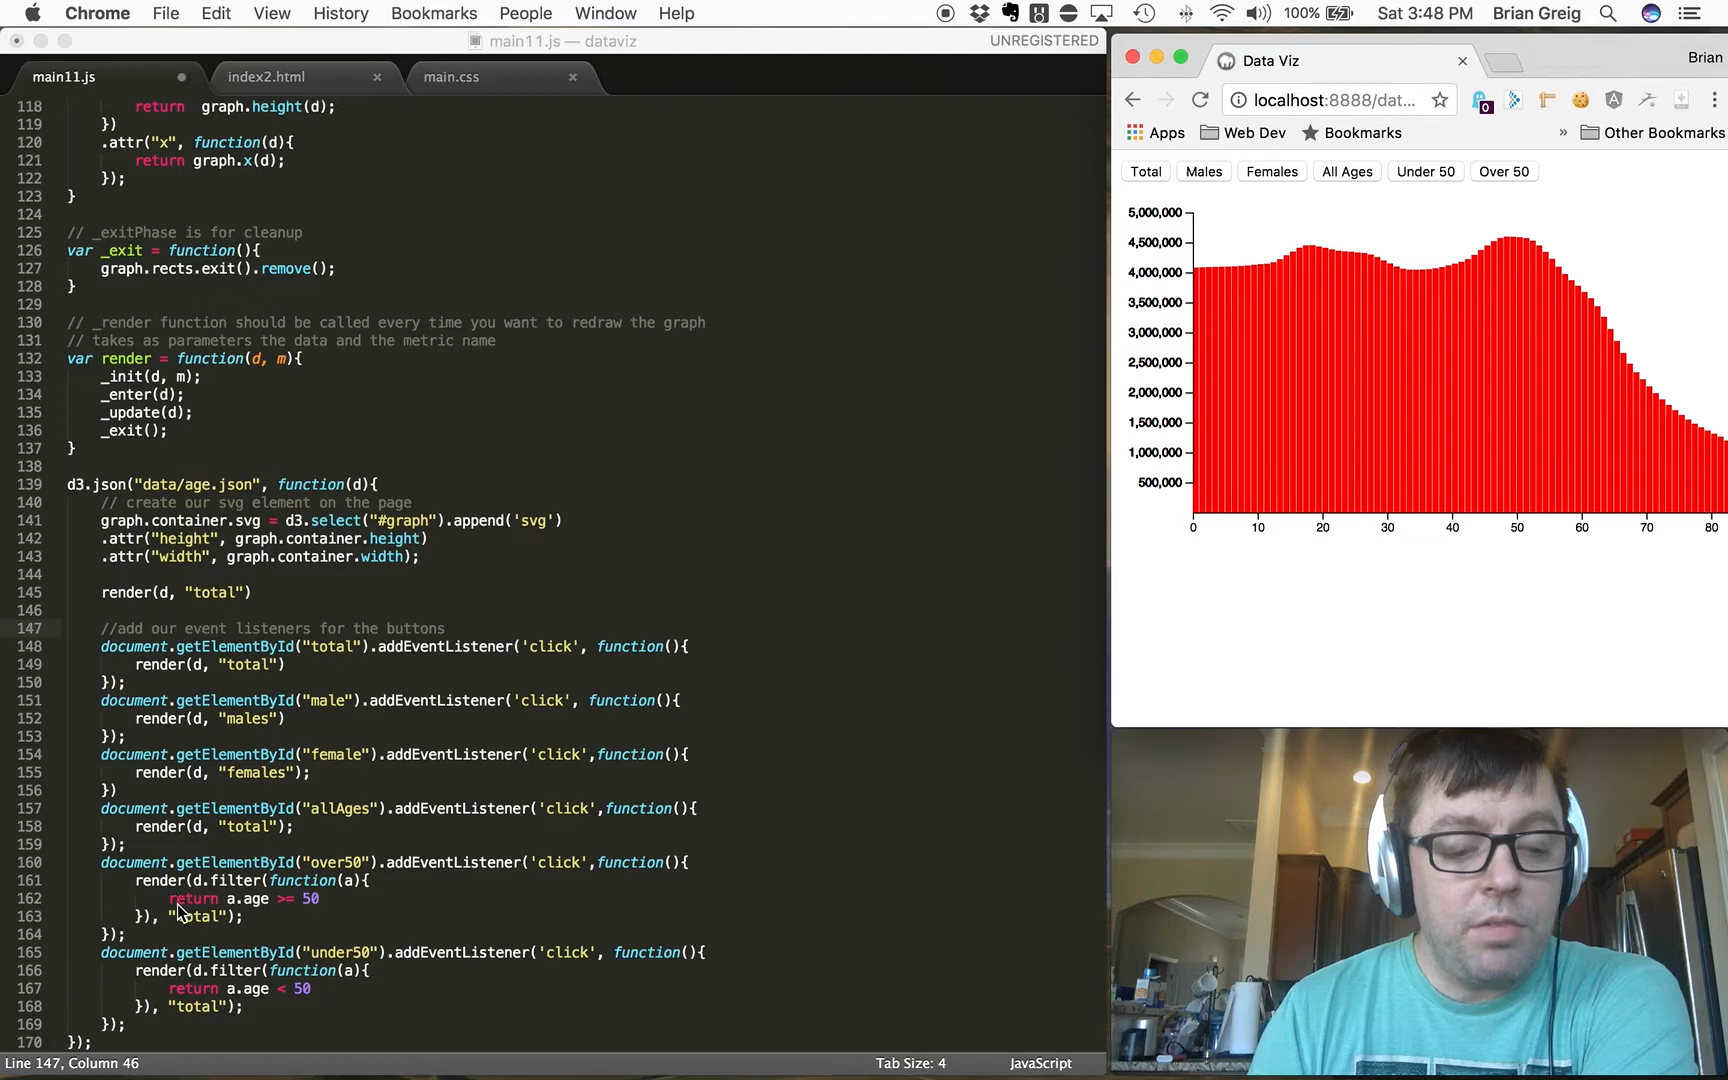 Chrome File Edit View History Bookmarks People Window Help 100% Sat 3:48 PM Brian Greig
main11.js — dataviz UNREGISTERED
main11.js index2.html main.css
118 return graph.height(d);
119 })
120 .attr("x", function(d){
121 return graph.x(d);
122 });
123 }
124
125 // _exitPhase is for cleanup
126 var _exit = function(){
127 graph.rects.exit().remove();
128 }
129
130 // _render function should be called every time you want to redraw the graph
131 // takes as parameters the data and the metric name
132 var render = function(d, m){
133 _init(d, m);
134 _enter(d);
135 _update(d);
136 _exit();
137 }
138
139 d3.json("data/age.json", function(d){
140 // create our svg element on the page
141 graph.container.svg = d3.select("#graph").append('svg')
142 .attr("height", graph.container.height)
143 .attr("width", graph.container.width);
144
145 render(d, "total")
146
147 //add our event listeners for the buttons
148 document.getElementById("total").addEventListener('click', function(){
149 render(d, "total")
150 });
151 document.getElementById("male").addEventListener('click', function(){
152 render(d, "males")
153 });
154 document.getElementById("female").addEventListener('click',function(){
155 render(d, "females");
156 })
157 document.getElementById("allAges").addEventListener('click',function(){
158 render(d, "total");
159 });
160 document.getElementById("over50").addEventListener('click',function(){
161 render(d.filter(function(a){
162 return a.age >= 50
163 }), "total");
164 });
165 document.getElementById("under50").addEventListener('click', function(){
166 render(d.filter(function(a){
167 return a.age < 50
168 }), "total");
169 });
170 });
Line 147, Column 46 Tab Size: 4 JavaScript
Data Viz Brian
localhost:8888/dat... 0
Apps Web Dev Bookmarks » Other Bookmarks
Total Males Females All Ages Under 50 Over 50
5,000,000
4,500,000
4,000,000
3,500,000
3,000,000
2,500,000
2,000,000
1,500,000
1,000,000
500,000
0 10 20 30 40 50 60 70 80